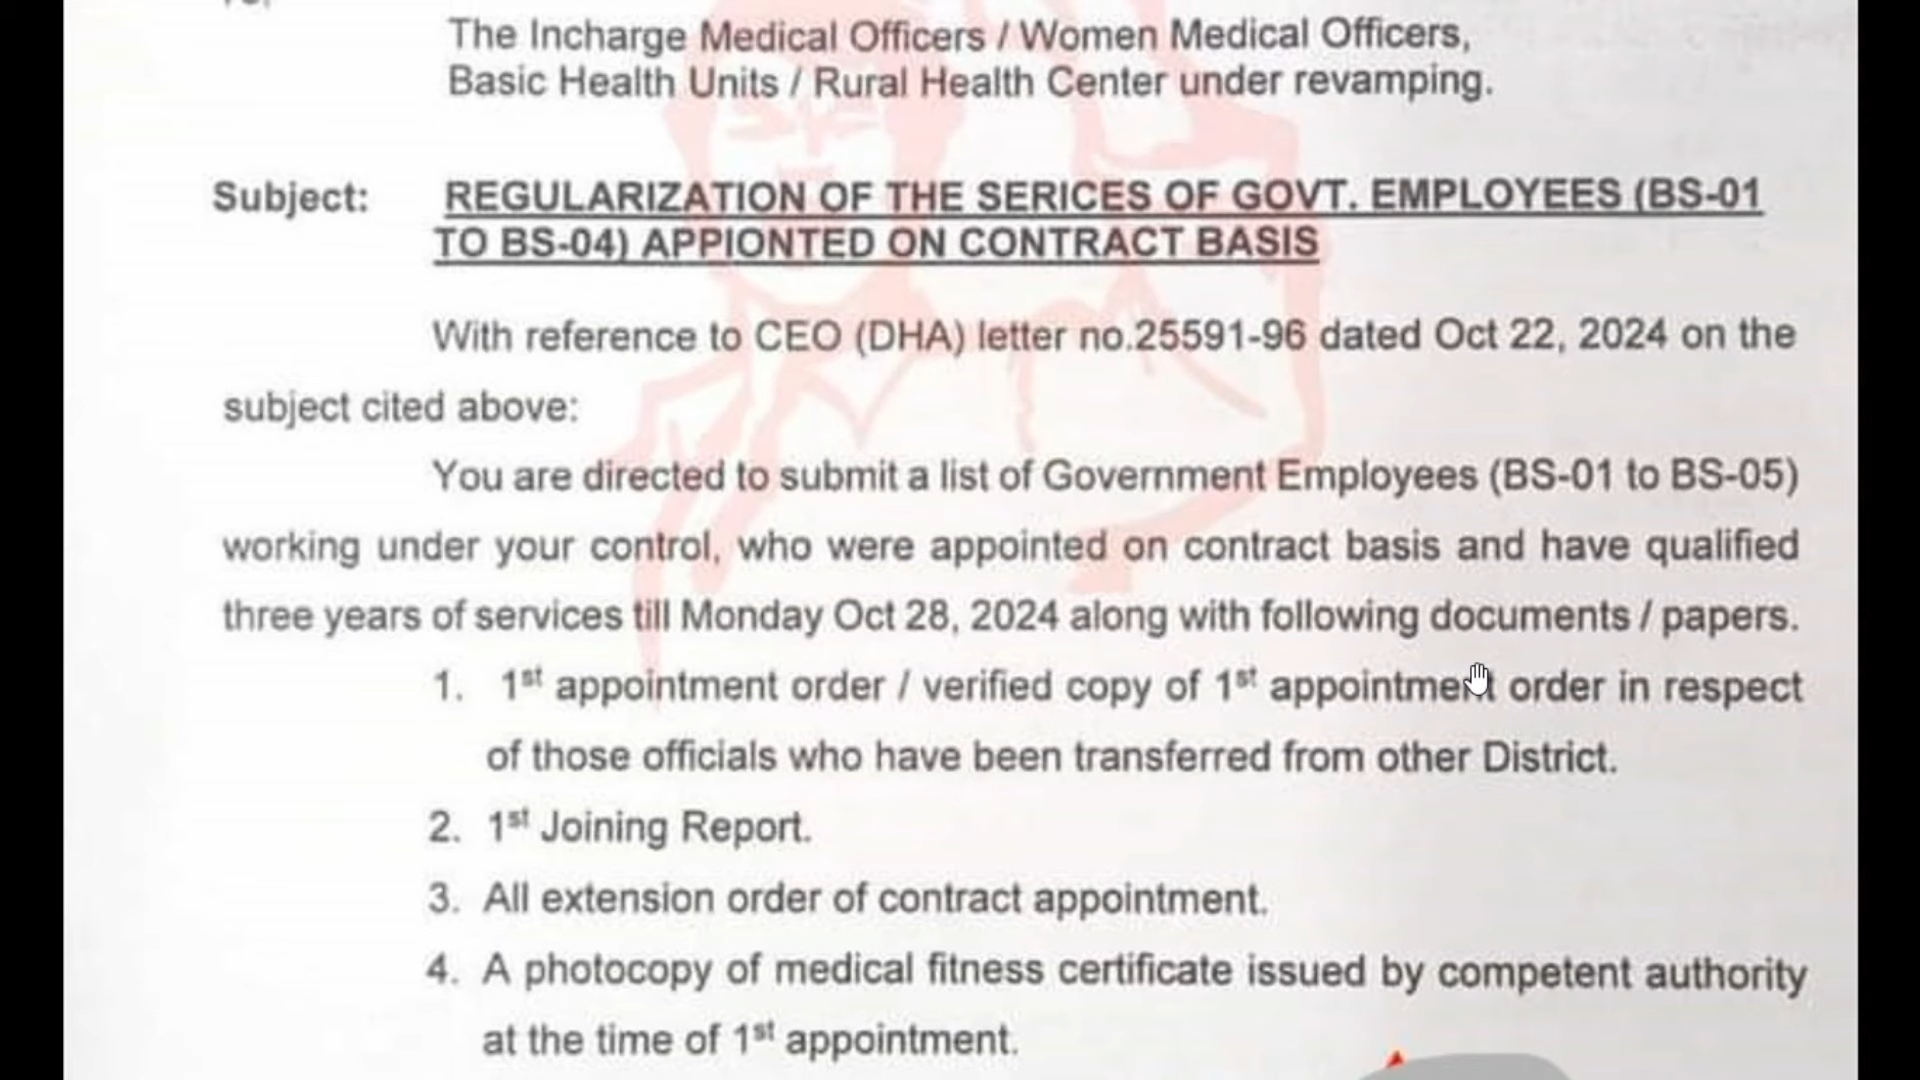 The Incharge Medical Officers / Women Medical Officers,
Basic Health Units / Rural Health Center under revamping.
Subject: REGULARIZATION OF THE SERICES OF GOVT. EMPLOYEES (BS-01
TO BS-04) APPIONTED ON CONTRACT BASIS
With reference to CEO (DHA) letter no.25591-96 dated Oct 22, 2024 on the
subject cited above:
You are directed to submit a list of Government Employees (BS-01 to BS-05)
working under your control, who were appointed on contract basis and have qualified
three years of services till Monday Oct 28, 2024 along with following documents / papers.
1. 1st appointment order / verified copy of 1st appointment order in respect
of those officials who have been transferred from other District.
2. 1st Joining Report.
3. All extension order of contract appointment.
4. A photocopy of medical fitness certificate issued by competent authority
at the time of 1st appointment.